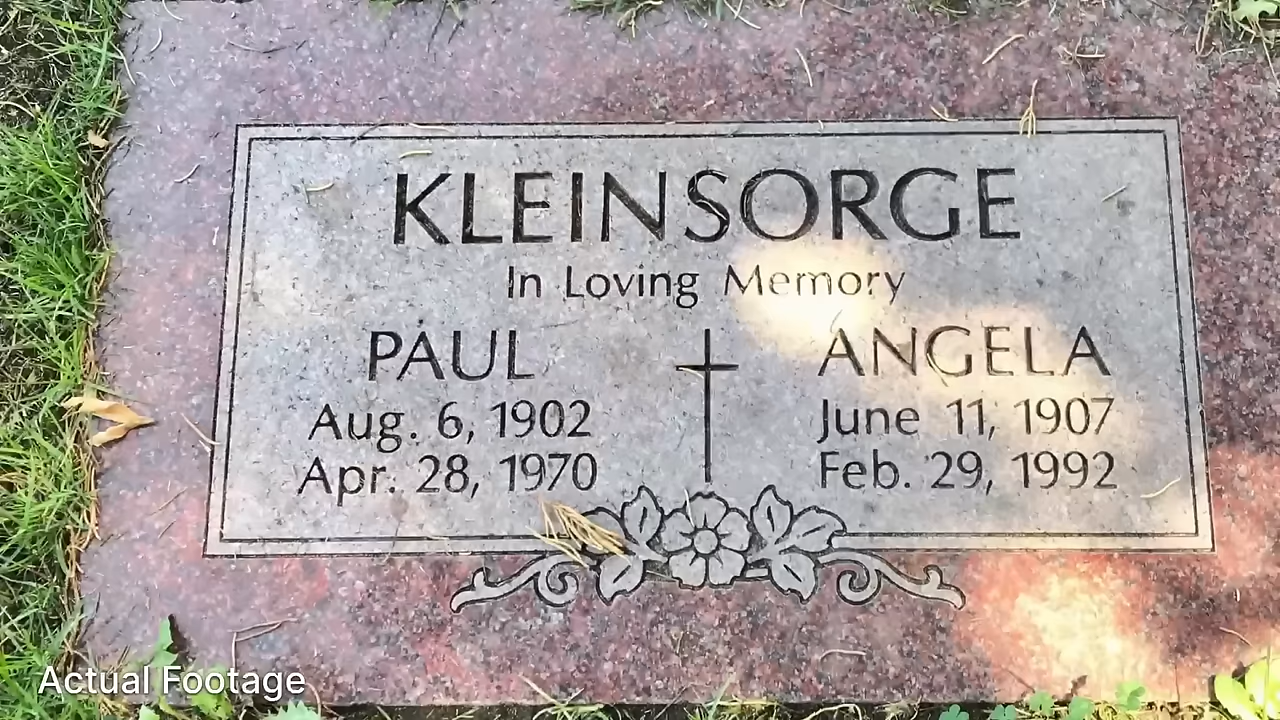 KLEINSORGE
In Loving Memory
PAUL
Aug. 6, 1902
Apr. 28, 1970
ANGELA
June 11, 1907
Feb. 29, 1992
Actual Footage